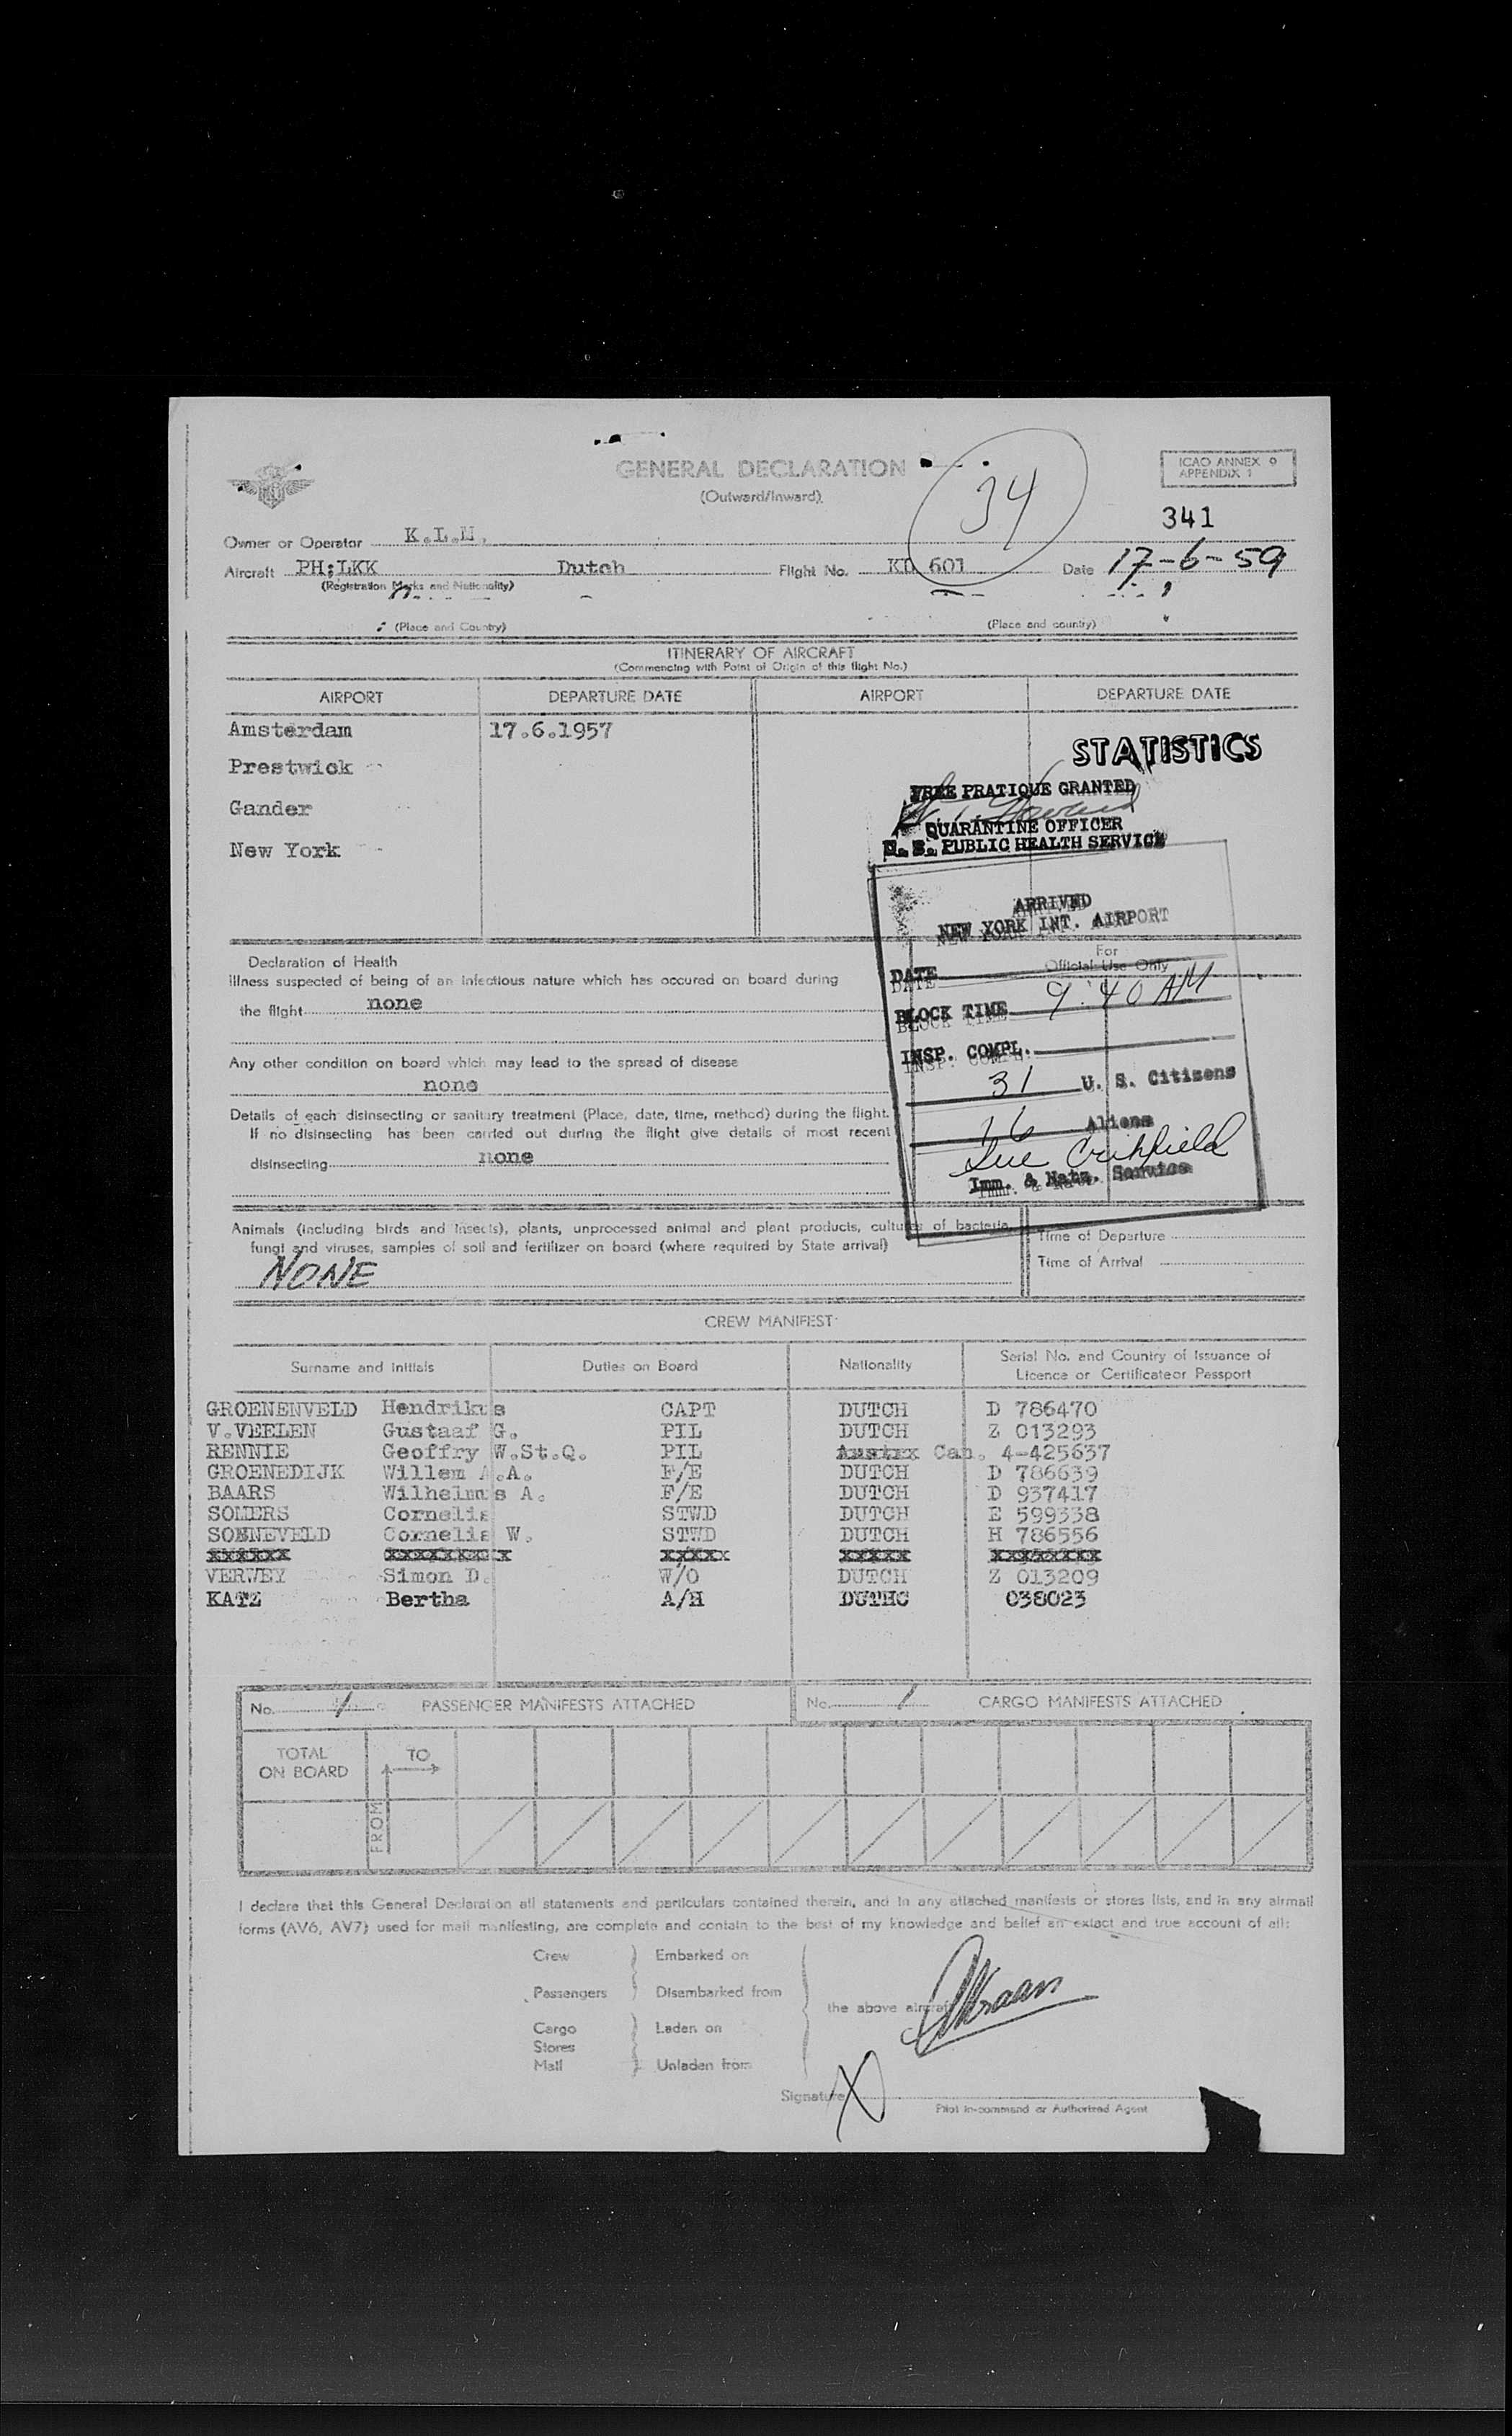 GENERAL DECLARATION
(Outward/Inward)
34
ICAO ANNEX 9
APPENDIX 1
341
Owner or Operator K.L.M.
Aircraft PH;LKK Dutch Flight No. KL 601 Date 17-6-59
(Registration Marks and Nationality)
(Place and Country) (Place and country)
ITINERARY OF AIRCRAFT
(Commencing with Point of Origin of this flight No.)
AIRPORT DEPARTURE DATE AIRPORT DEPARTURE DATE
Amsterdam 17.6.1957
Prestwick
Gander
New York
STATISTICS
FREE PRATIQUE GRANTED
QUARANTINE OFFICER
U. S. PUBLIC HEALTH SERVICE
ARRIVED
NEW YORK INT. AIRPORT
DATE
BLOCK TIME 9:40 AM
INSP. COMPL.
31 U. S. Citizens
16 Aliens
Sue Crihfield
Imm. & Natz. Service
For
Official Use Only
Declaration of Health
illness suspected of being of an infectious nature which has occured on board during
the flight none
Any other condition on board which may lead to the spread of disease
none
Details of each disinsecting or sanitary treatment (Place, date, time, method) during the flight.
If no disinsecting has been carried out during the flight give details of most recent
disinsecting none
Animals (including birds and insects), plants, unprocessed animal and plant products, cultures of bacteria,
fungi and viruses, samples of soil and fertilizer on board (where required by State arrival)
NONE
Time of Departure
Time of Arrival
CREW MANIFEST
Surname and Initials Duties on Board Nationality Serial No. and Country of Issuance of
Licence or Certificateor Passport
GROENENVELD Hendrikus CAPT DUTCH D 786470
V.VEELEN Gustaaf G. PIL DUTCH Z 013293
RENNIE Geoffry W.St.Q. PIL Can. 4-425637
GROENEDIJK Willem A.A. F/E DUTCH D 786639
BAARS Wilhelmus A. F/E DUTCH D 937417
SOMERS Cornelis STWD DUTCH E 599338
SONNEVELD Cornelis W. STWD DUTCH H 786556
VERWEY Simon D. W/O DUTCH Z 013209
KATZ Bertha A/H DUTHC 038023
No. 1 PASSENGER MANIFESTS ATTACHED No. 1 CARGO MANIFESTS ATTACHED
TOTAL
ON BOARD
TO
FROM
I declare that this General Declaration all statements and particulars contained therein, and in any attached manifests or stores lists, and in any airmail
forms (AV6, AV7) used for mail manifesting, are complete and contain to the best of my knowledge and belief an extact and true account of all:
Crew Embarked on
Passengers Disembarked from
the above aircraft
Cargo Laden on
Stores
Mail Unladen from
Signature X
Pilot in-command or Authorized Agent